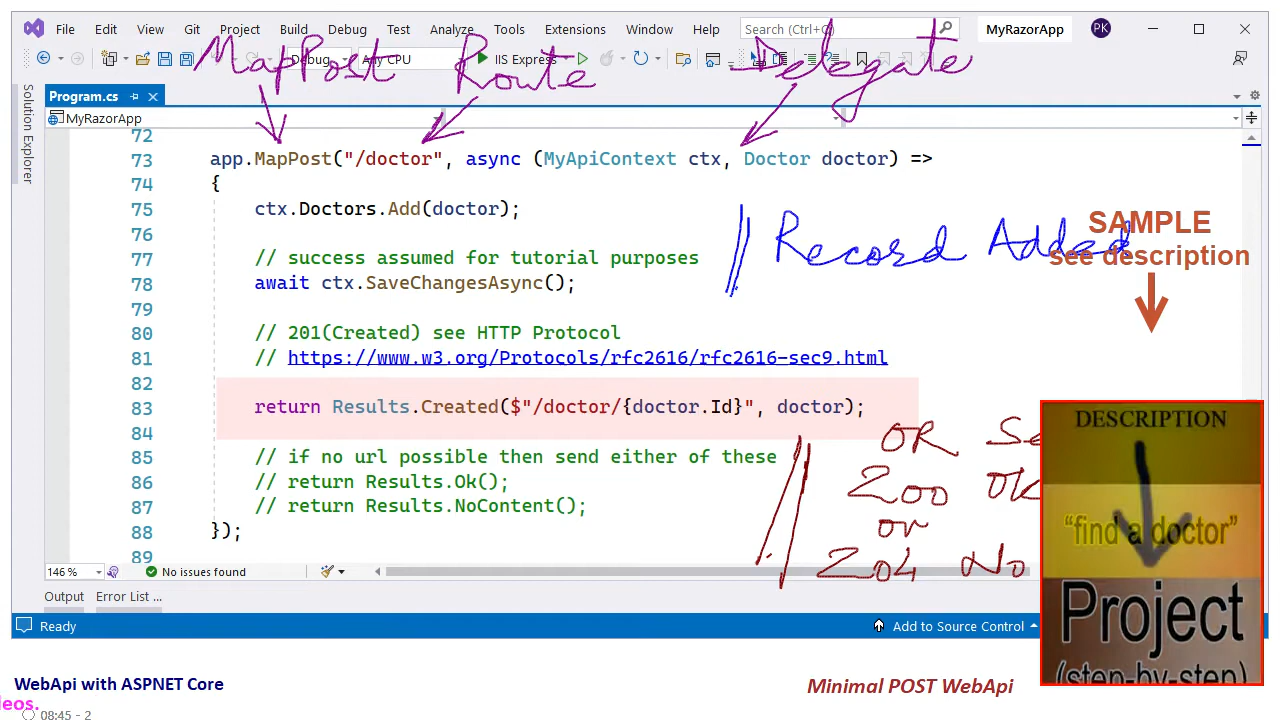 File Edit View Git Project Build Debug Test Analyze Tools Extensions Window Help Search (Ctrl+Q) MyRazorApp PK
Debug Any CPU IIS Express
MapPost Route Delegate
Program.cs
MyRazorApp
Solution Explorer
72
73 app.MapPost("/doctor", async (MyApiContext ctx, Doctor doctor) =>
74 {
75 ctx.Doctors.Add(doctor);
76
77 // success assumed for tutorial purposes
78 await ctx.SaveChangesAsync();
79
80 // 201(Created) see HTTP Protocol
81 // https://www.w3.org/Protocols/rfc2616/rfc2616-sec9.html
82
83 return Results.Created($"/doctor/{doctor.Id}", doctor);
84
85 // if no url possible then send either of these
86 // return Results.Ok();
87 // return Results.NoContent();
88 });
89
// Record Added
SAMPLE
see description
// OR Se
200 Ok
or
204 No
DESCRIPTION
"find a doctor"
Project
(step-by-step)
146 % No issues found
Output Error List ...
Ready Add to Source Control
WebApi with ASPNET Core
Minimal POST WebApi
deos.
08:45 - 2